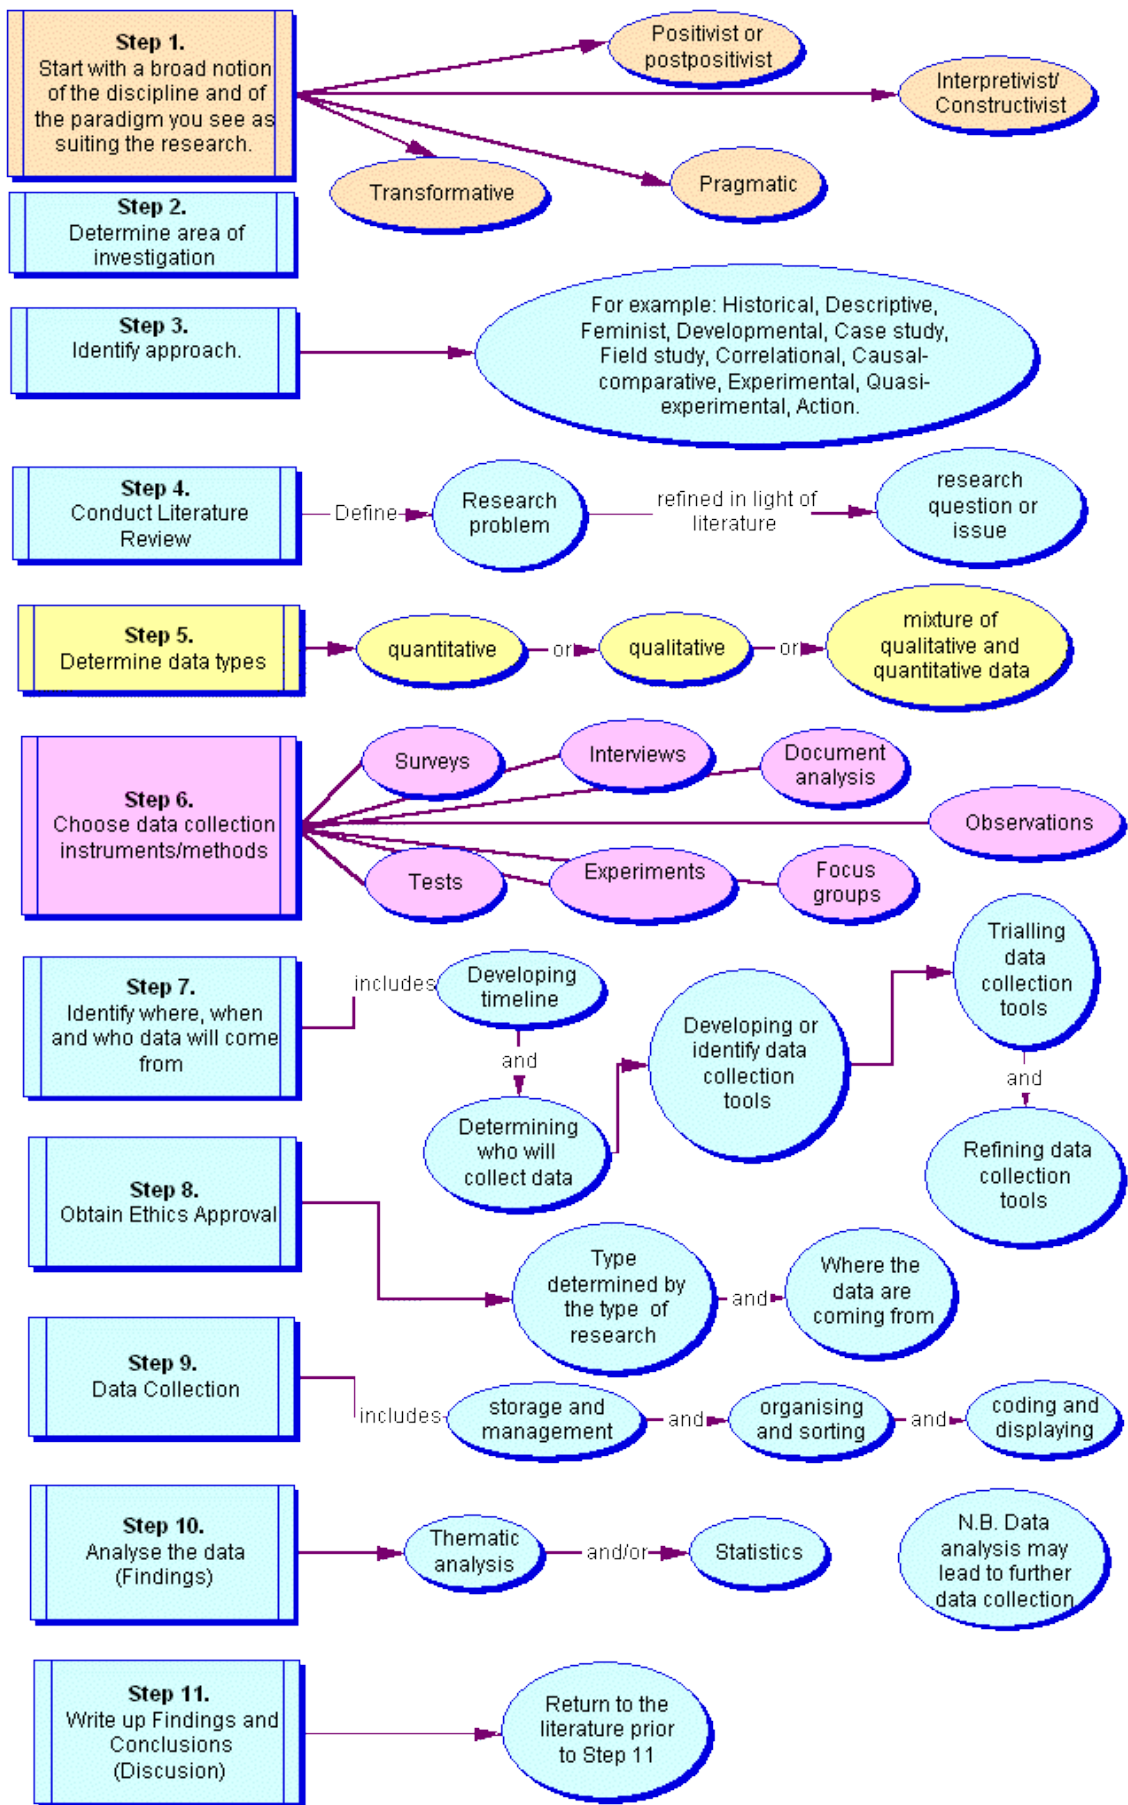 Step 1.
Start with a broad notion
of the discipline and of
the paradigm you see as
suiting the research.
Positivist or
postpositivist
Interpretivist/
Constructivist
Transformative
Pragmatic
Step 2.
Determine area of
investigation
Step 3.
Identify approach.
For example: Historical, Descriptive,
Feminist, Developmental, Case study,
Field study, Correlational, Causal-
comparative, Experimental, Quasi-
experimental, Action.
Step 4.
Conduct Literature
Review
Define
Research
problem
refined in light of
literature
research
question or
issue
Step 5.
Determine data types
quantitative
or
qualitative
or
mixture of
qualitative and
quantitative data
Step 6.
Choose data collection
instruments/methods
Surveys
Interviews
Document
analysis
Observations
Tests
Experiments
Focus
groups
Step 7.
Identify where, when
and who data will come
from
includes
Developing
timeline
and
Determining
who will
collect data
Developing or
identify data
collection
tools
Trialling
data
collection
tools
and
Refining data
collection
tools
Step 8.
Obtain Ethics Approval
Type
determined by
the type of
research
and
Where the
data are
coming from
Step 9.
Data Collection
includes
storage and
management
and
organising
and sorting
and
coding and
displaying
Step 10.
Analyse the data
(Findings)
Thematic
analysis
and/or
Statistics
N.B. Data
analysis may
lead to further
data collection
Step 11.
Write up Findings and
Conclusions
(Discussion)
Return to the
literature prior
to Step 11